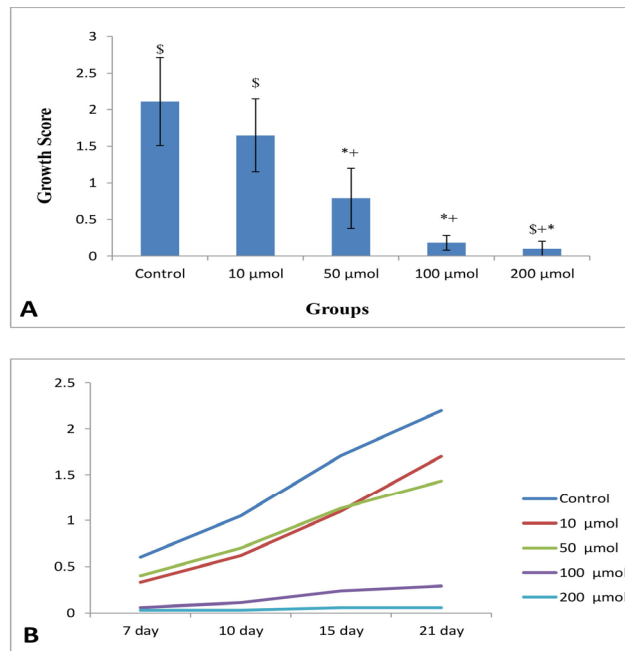 3
2.5
2
1.5
1
0.5
0
$
$
*+
*+
$+*
Growth Score
Control 10 μmol 50 μmol 100 μmol 200 μmol
Groups
A
2.5
2
1.5
1
0.5
0
7 day 10 day 15 day 21 day
Control
10 μmol
50 μmol
100 μmol
200 μmol
B